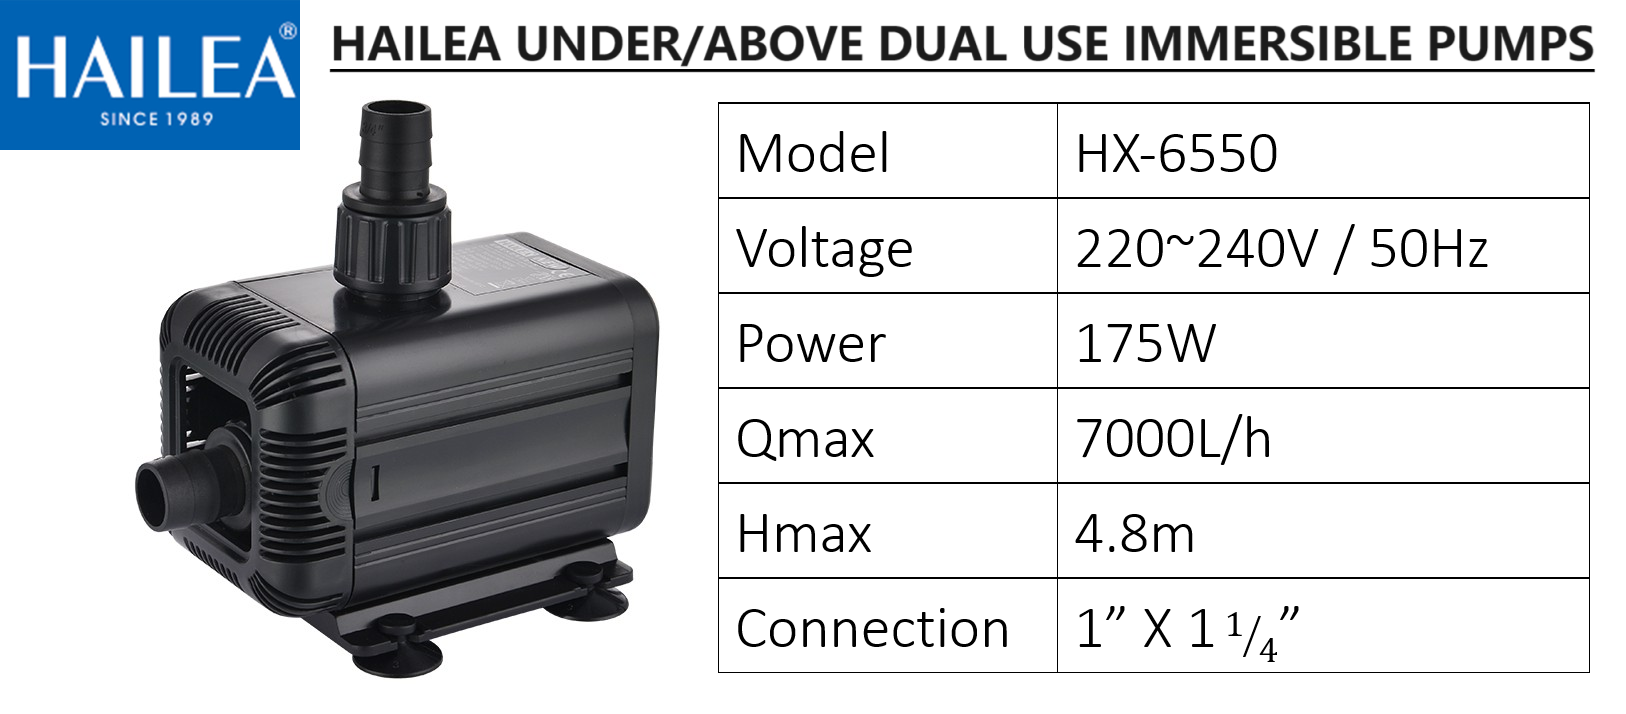 HAILEA®
SINCE 1989
HAILEA UNDER/ABOVE DUAL USE IMMERSIBLE PUMPS
Model HX-6550
Voltage 220~240V / 50Hz
Power 175W
Qmax 7000L/h
Hmax 4.8m
Connection 1” X 1 1/4”